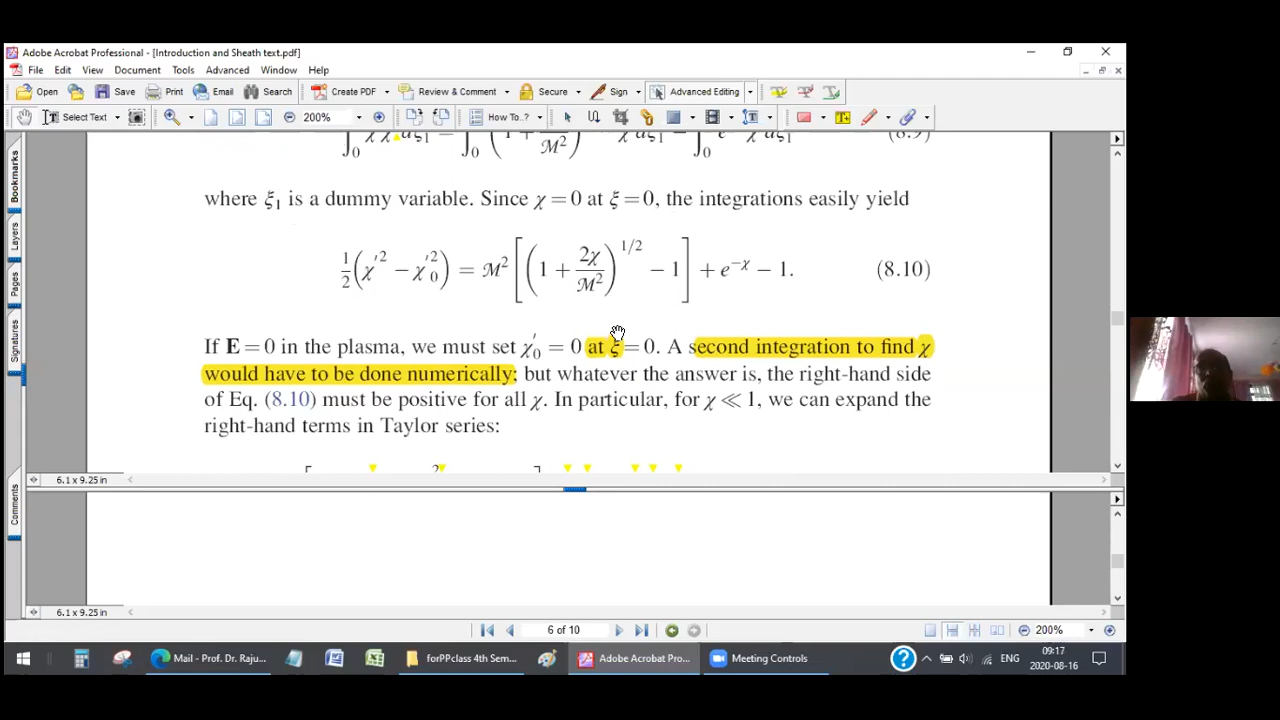 Adobe Acrobat Professional - [Introduction and Sheath text.pdf]
File Edit View Document Tools Advanced Window Help
Open Save Print Email Search Create PDF Review & Comment Secure Sign Advanced Editing
Select Text 200% How To..?
Bookmarks
Layers
Pages
Signatures
Comments
where ξ₁ is a dummy variable. Since χ = 0 at ξ = 0, the integrations easily yield
½(χ′² − χ′₀²) = ℳ²[(1 + 2χ/ℳ²)^1/2 − 1] + e^−χ − 1. (8.10)
If E = 0 in the plasma, we must set χ′₀ = 0 at ξ = 0. A second integration to find χ
would have to be done numerically; but whatever the answer is, the right-hand side
of Eq. (8.10) must be positive for all χ. In particular, for χ ≪ 1, we can expand the
right-hand terms in Taylor series:
6.1 x 9.25 in
6.1 x 9.25 in
6 of 10 200%
Mail - Prof. Dr. Raju... forPPclass 4th Sem... Adobe Acrobat Pro... Meeting Controls ENG 09:17
2020-08-16